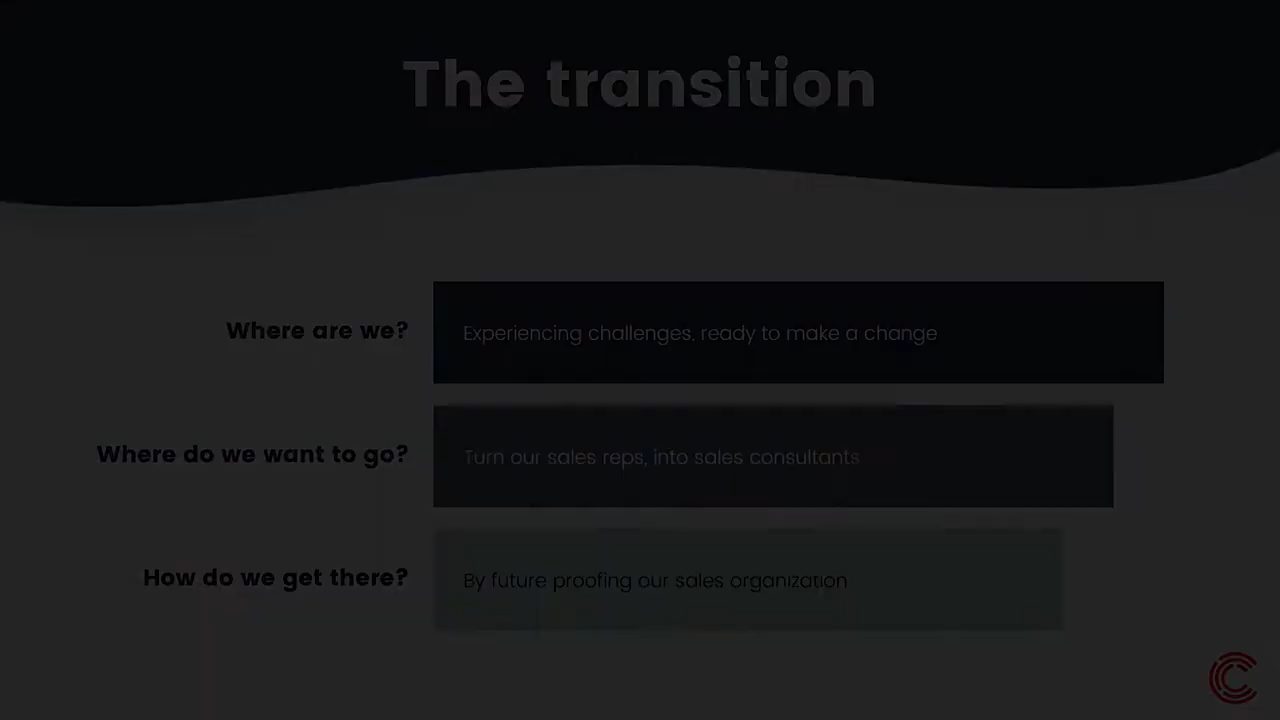 The transition
Where are we?
Experiencing challenges, ready to make a change
Where do we want to go?
Turn our sales reps, into sales consultants
How do we get there?
By future proofing our sales organization